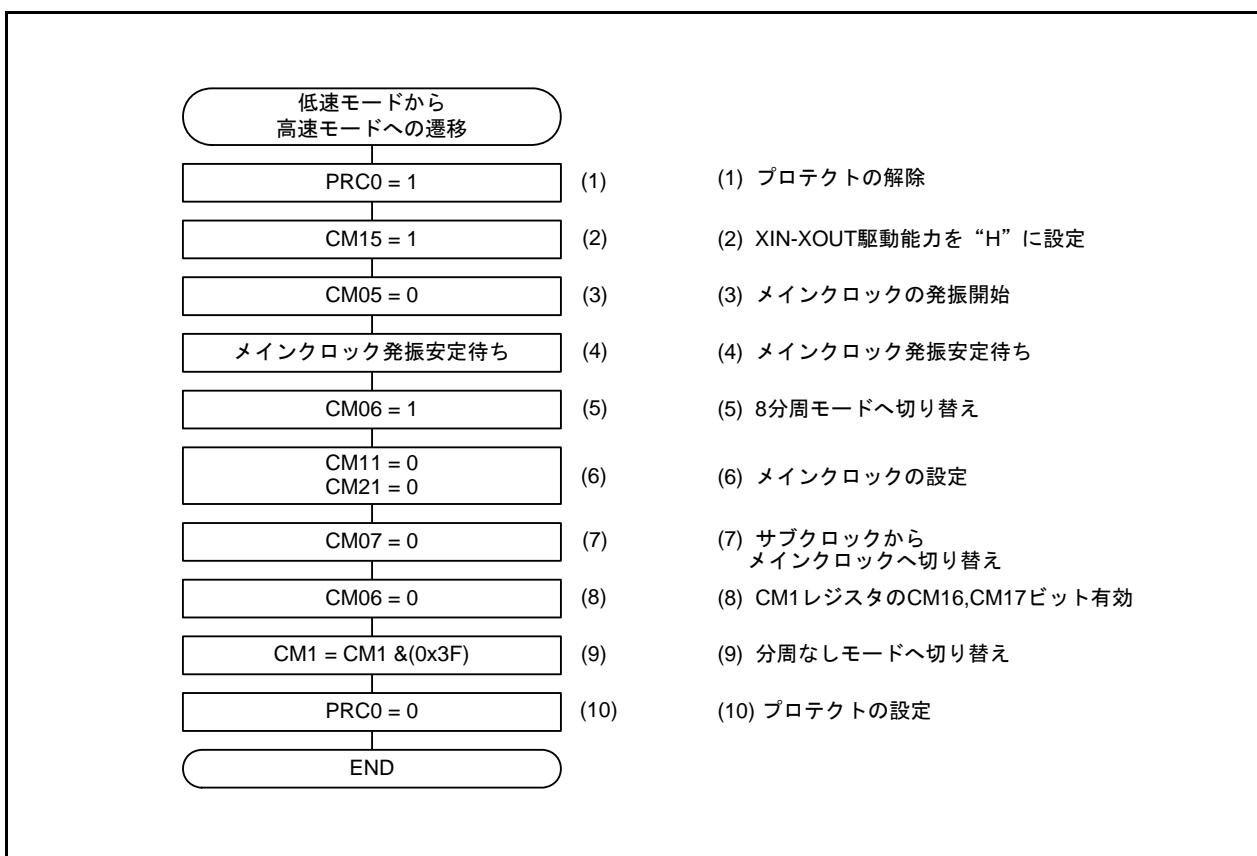 低速モードから
高速モードへの遷移
PRC0 = 1
(1)
(1) プロテクトの解除
CM15 = 1
(2)
(2) XIN-XOUT駆動能力を“H”に設定
CM05 = 0
(3)
(3) メインクロックの発振開始
メインクロック発振安定待ち
(4)
(4) メインクロック発振安定待ち
CM06 = 1
(5)
(5) 8分周モードへ切り替え
CM11 = 0
CM21 = 0
(6)
(6) メインクロックの設定
CM07 = 0
(7)
(7) サブクロックから
メインクロックへ切り替え
CM06 = 0
(8)
(8) CM1レジスタのCM16,CM17ビット有効
CM1 = CM1 &(0x3F)
(9)
(9) 分周なしモードへ切り替え
PRC0 = 0
(10)
(10) プロテクトの設定
END